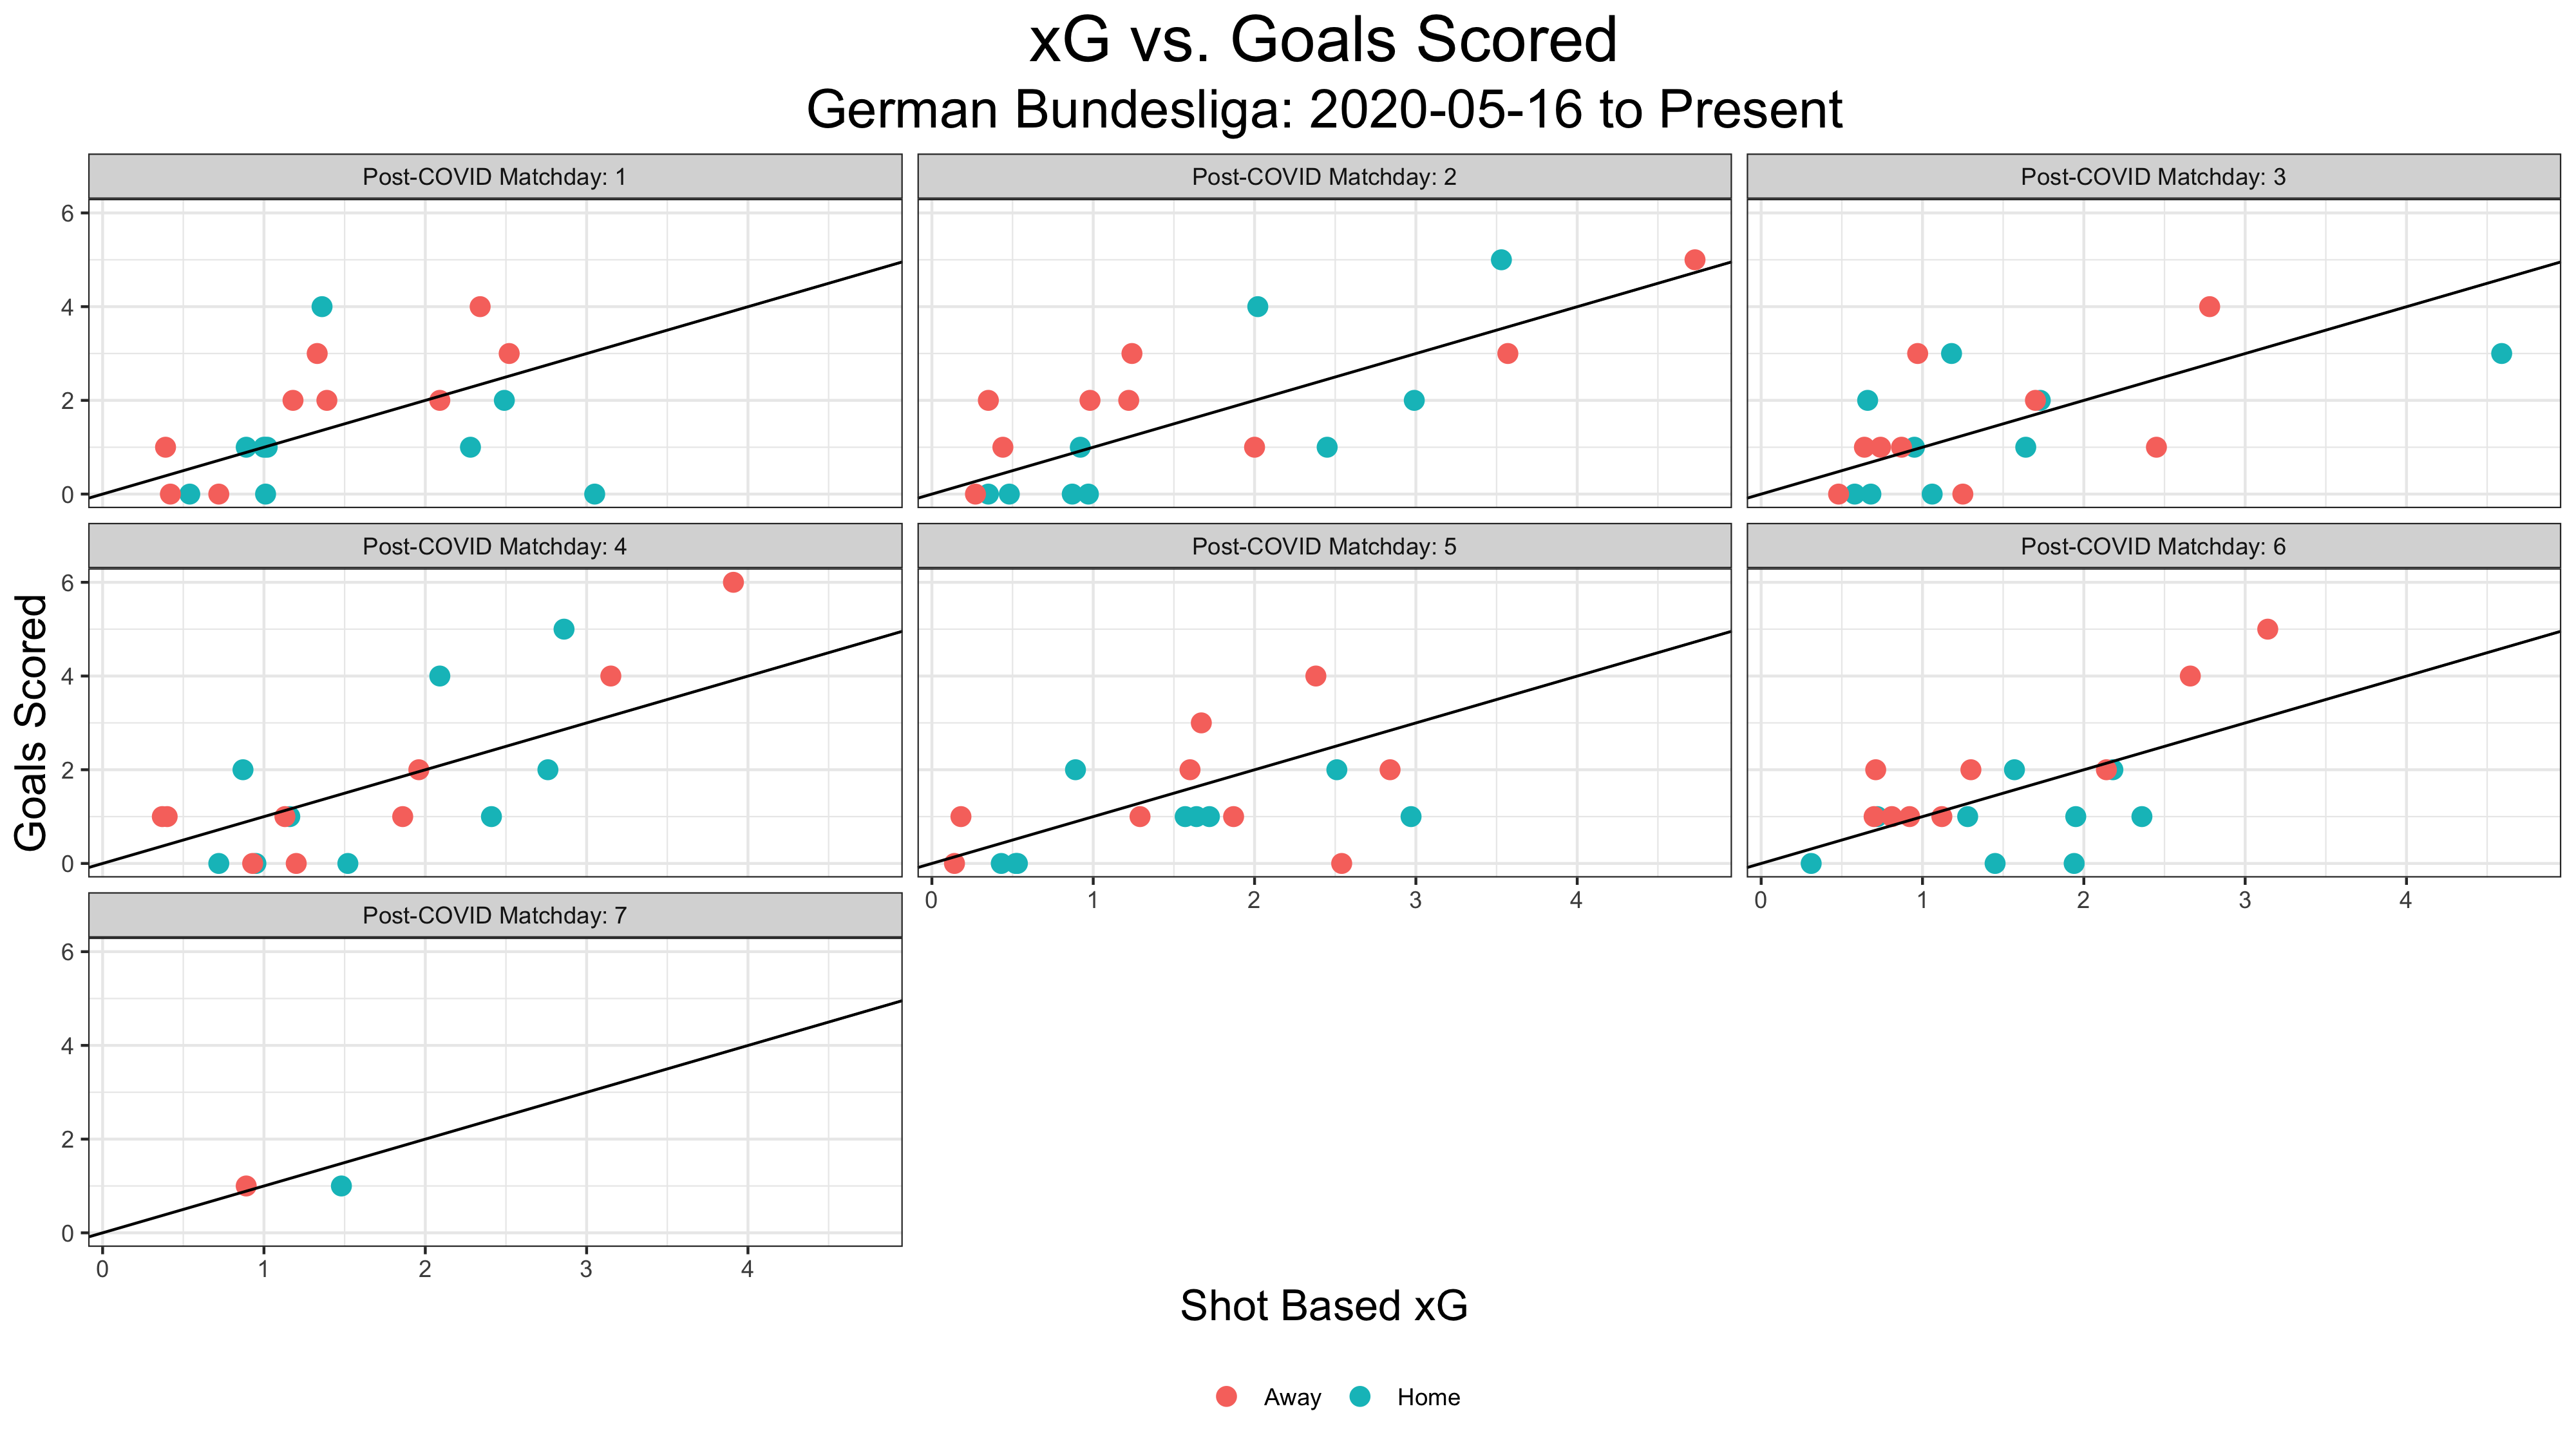 xG vs. Goals Scored
German Bundesliga: 2020-05-16 to Present
Post-COVID Matchday: 1
Post-COVID Matchday: 2
Post-COVID Matchday: 3
6
4
2
0
Post-COVID Matchday: 4
Post-COVID Matchday: 5
Post-COVID Matchday: 6
Goals Scored
6
4
2
0
0 1 2 3 4
0 1 2 3 4
Post-COVID Matchday: 7
6
4
2
0
0 1 2 3 4
Shot Based xG
Away Home